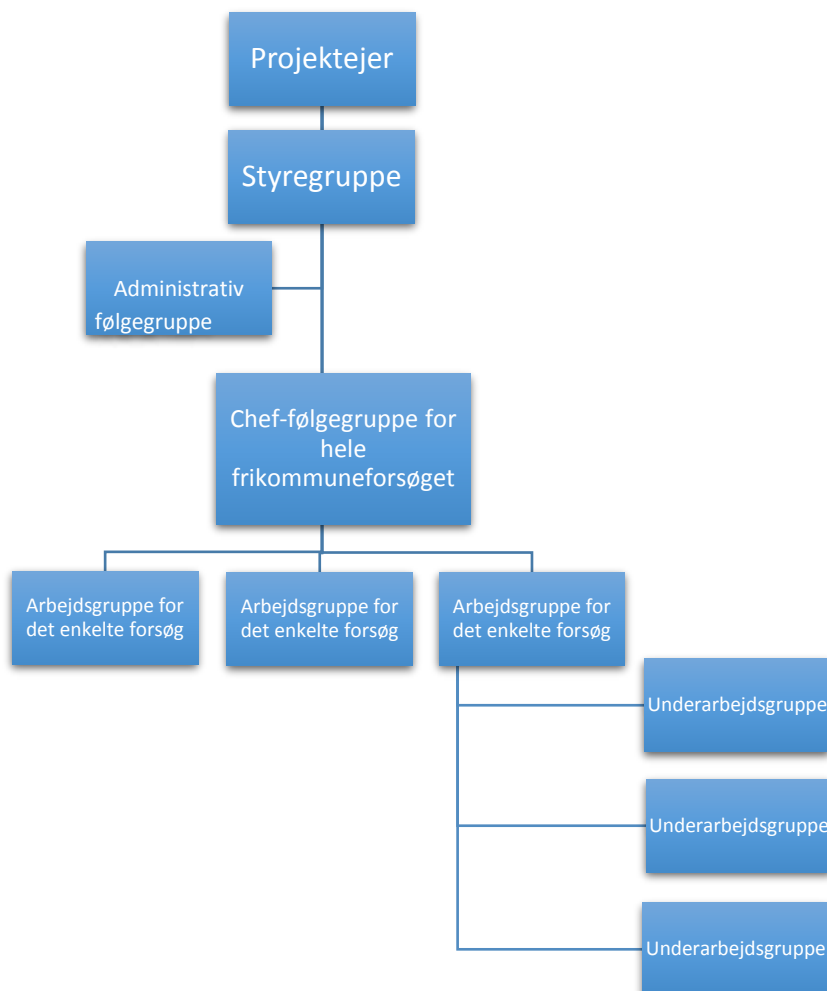 Projektejer
Styregruppe
Administrativ
følgegruppe
Chef-følgegruppe for
hele
frikommuneforsøget
Arbejdsgruppe for
det enkelte forsøg
Arbejdsgruppe for
det enkelte forsøg
Arbejdsgruppe for
det enkelte forsøg
Underarbejdsgruppe
Underarbejdsgruppe
Underarbejdsgruppe